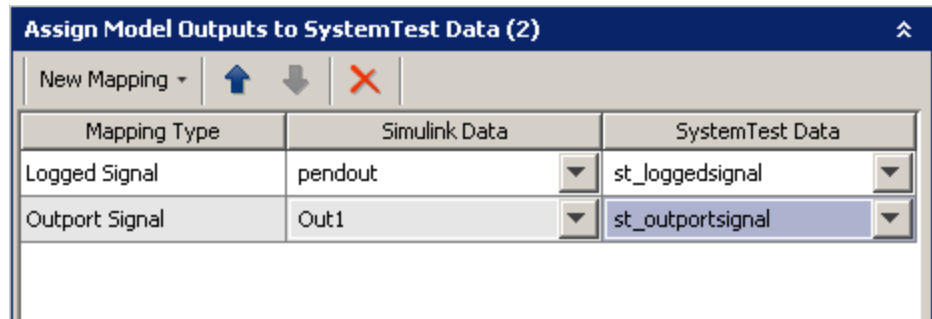 Assign Model Outputs to SystemTest Data (2)
New Mapping
Mapping Type Simulink Data SystemTest Data
Logged Signal pendout st_loggedsignal
Outport Signal Out1 st_outportsignal